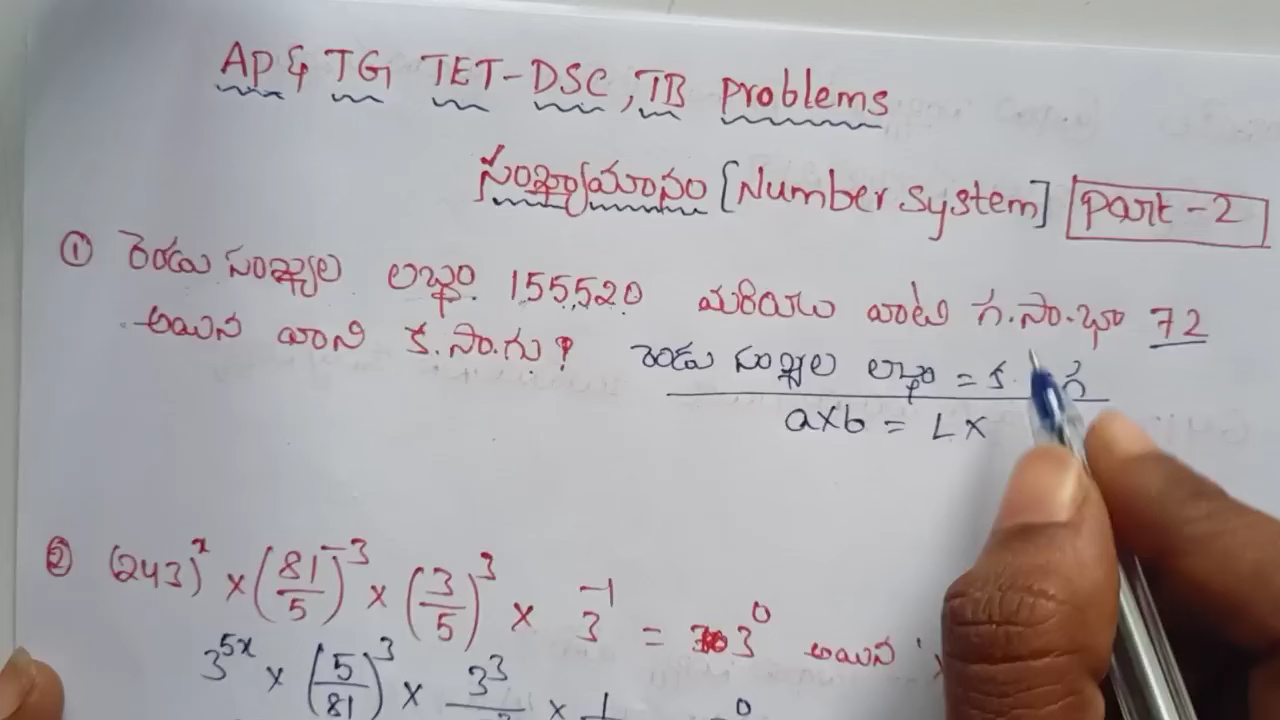 AP & TG TET-DSC, TB problems
సంఖ్యామానం [Number system] part-2
① రెండు సంఖ్యల లబ్ధం 155520 మరియు వాటి గ.సా.భా 72
అయిన వాని క.సా.గు?
రెండు సంఖ్యల లబ్ధం = క. గ
a×b = L×
② (243)^x × (81/5)^-3 × (3/5)^3 × 3^-1 = 3^0 అయిన '
3^5x × (5/81)^3 × 3^3 × 1 0